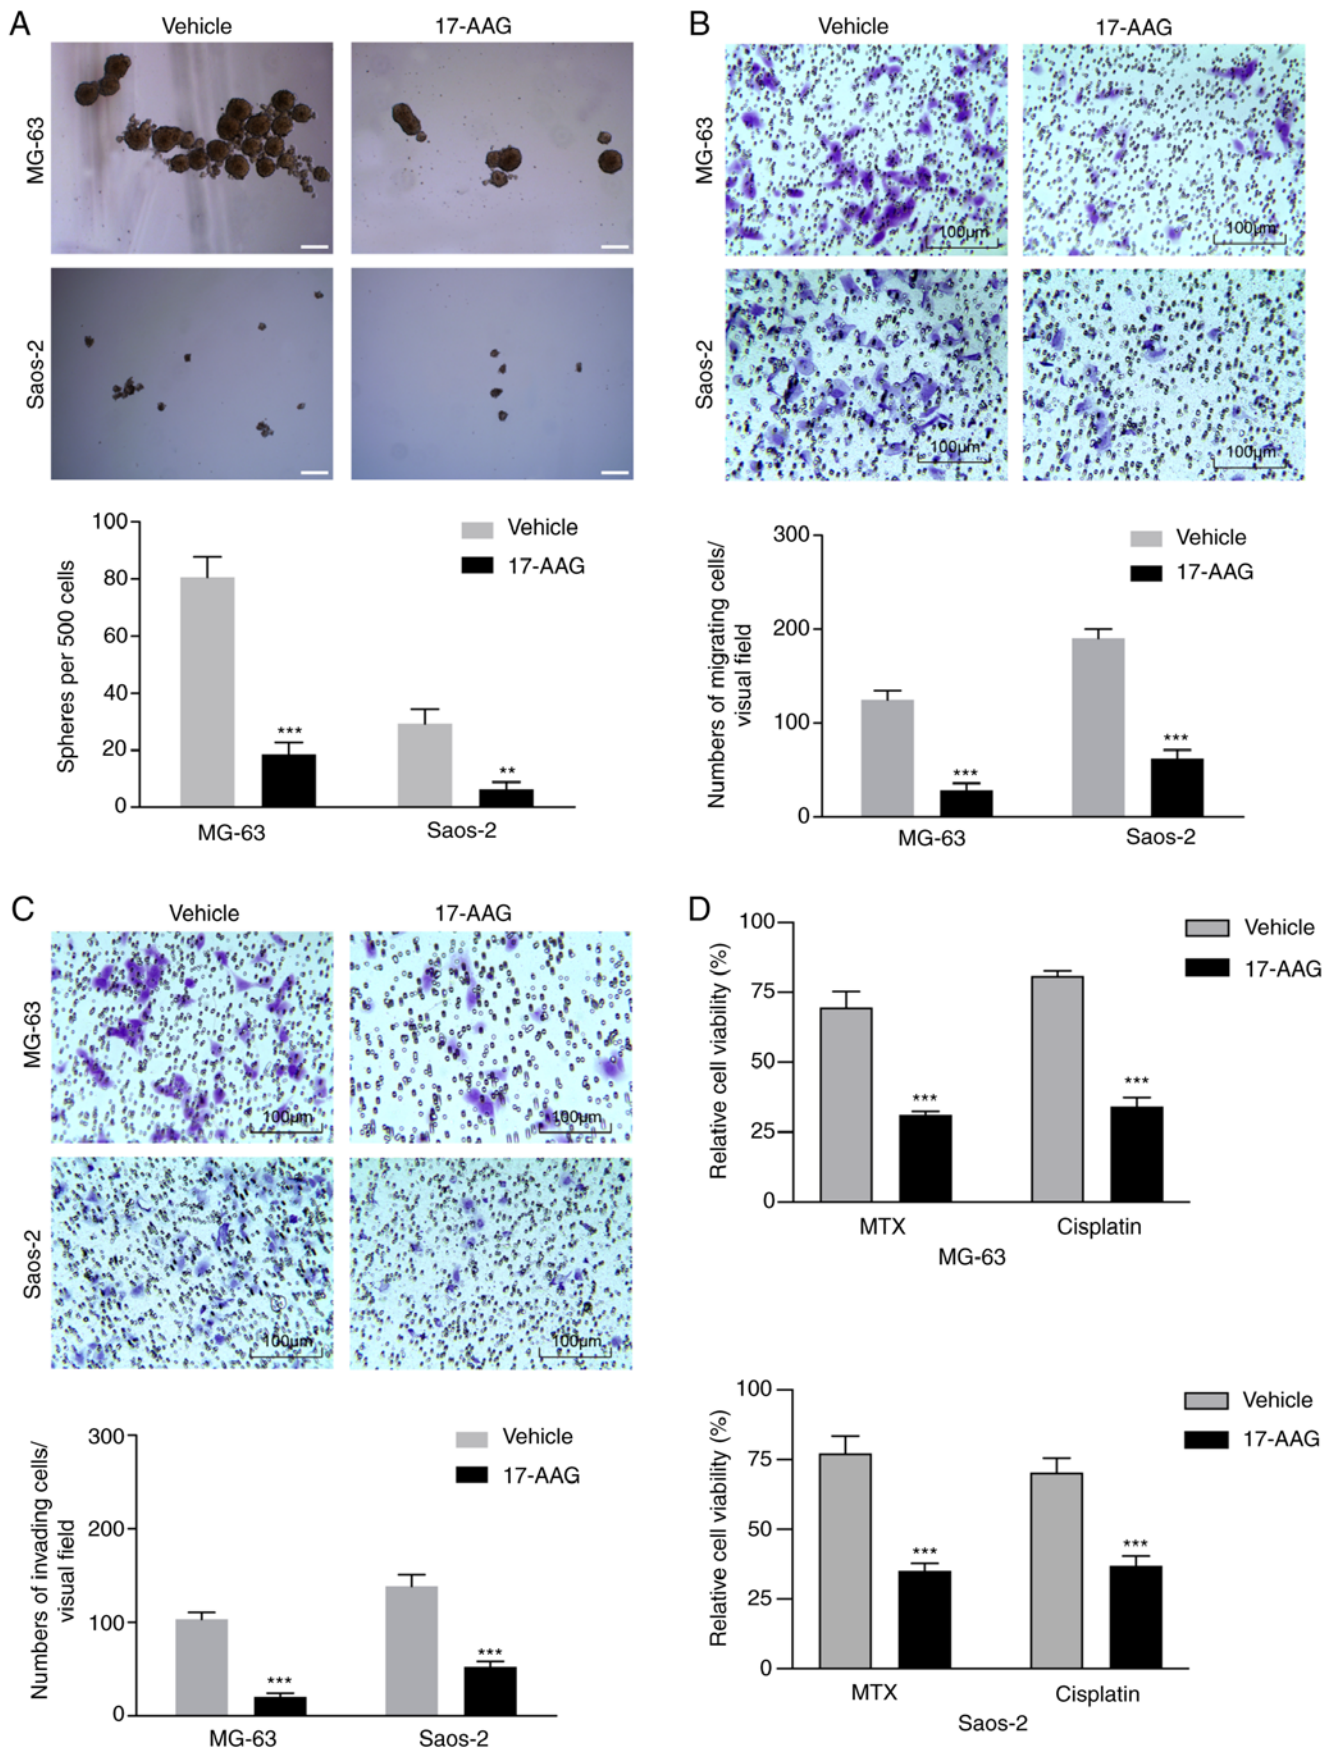 A
Vehicle
17-AAG
MG-63
Saos-2
100
80
60
40
20
0
Spheres per 500 cells
Vehicle
17-AAG
***
**
MG-63
Saos-2
B
Vehicle
17-AAG
MG-63
100µm
100µm
Saos-2
100µm
100µm
300
200
100
0
Numbers of migrating cells/
visual field
Vehicle
17-AAG
***
***
MG-63
Saos-2
C
Vehicle
17-AAG
MG-63
100µm
100µm
Saos-2
100µm
100µm
300
200
100
0
Numbers of invading cells/
visual field
Vehicle
17-AAG
***
***
MG-63
Saos-2
D
100
75
50
25
0
Relative cell viability (%)
Vehicle
17-AAG
***
***
MTX
Cisplatin
MG-63
100
75
50
25
0
Relative cell viability (%)
Vehicle
17-AAG
***
***
MTX
Cisplatin
Saos-2